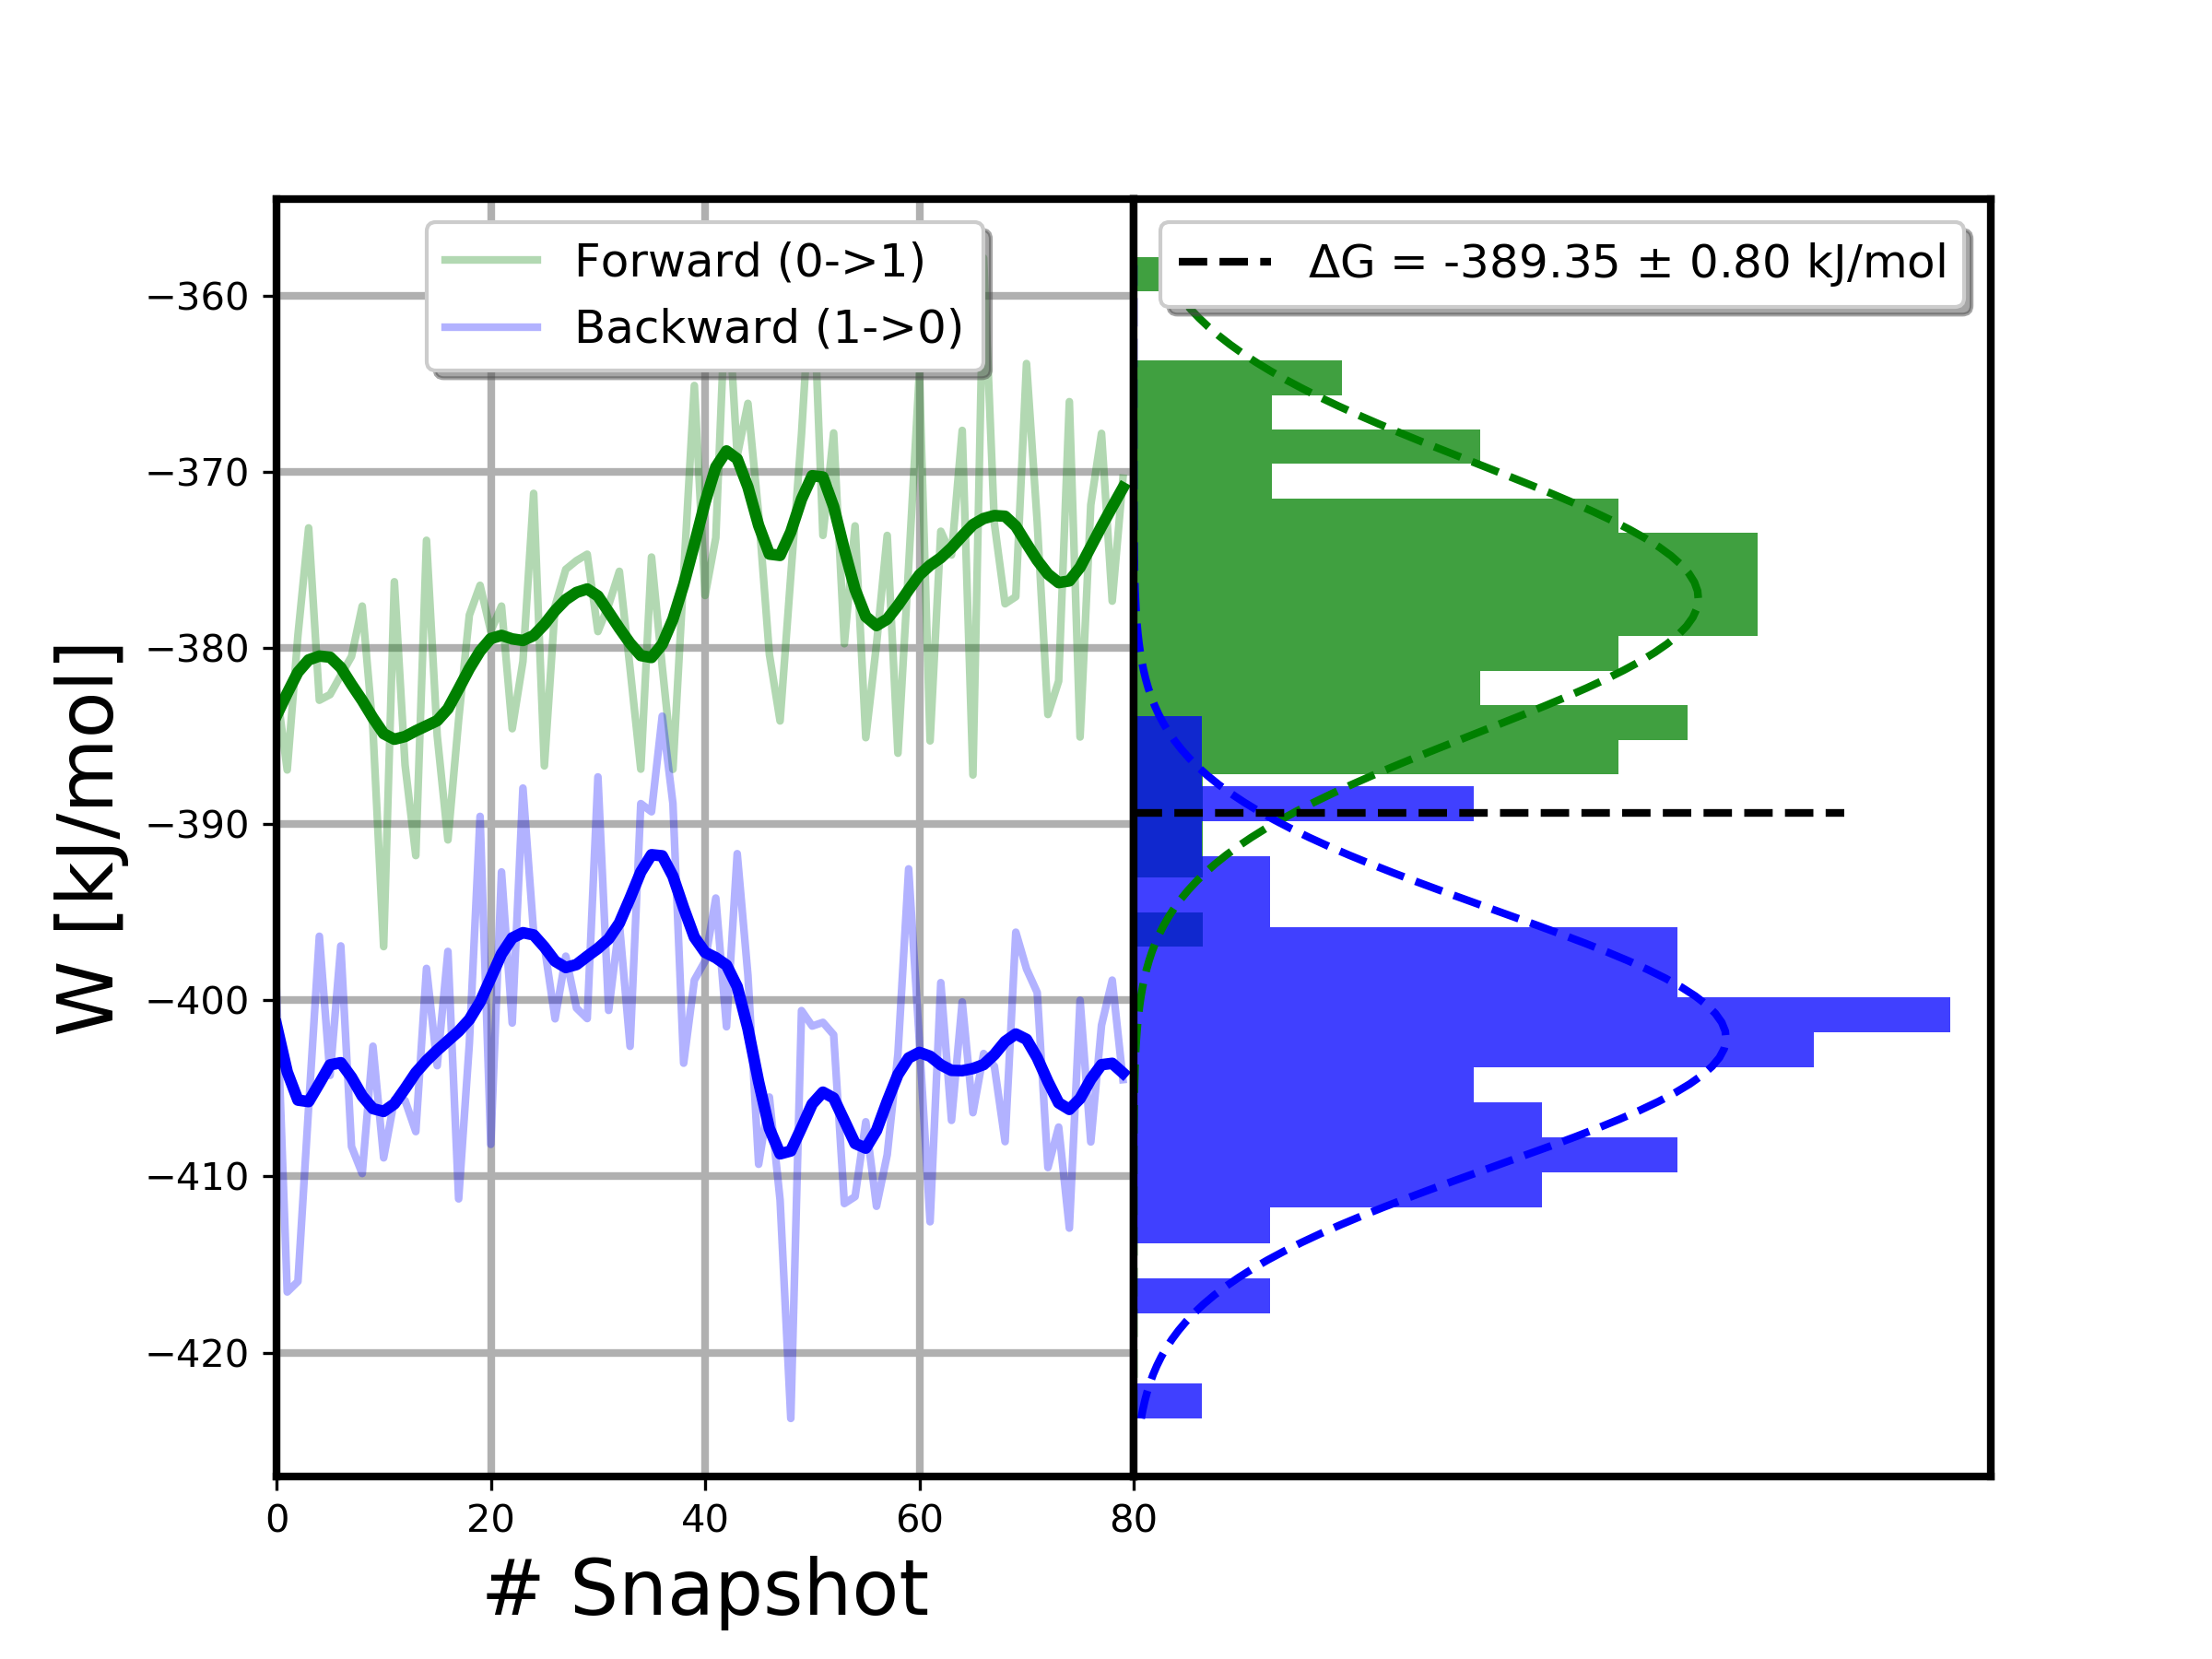 Forward (0->1)
Backward (1->0)
ΔG = -389.35 ± 0.80 kJ/mol
W [kJ/mol]
−360
−370
−380
−390
−400
−410
−420
0 20 40 60 80
# Snapshot